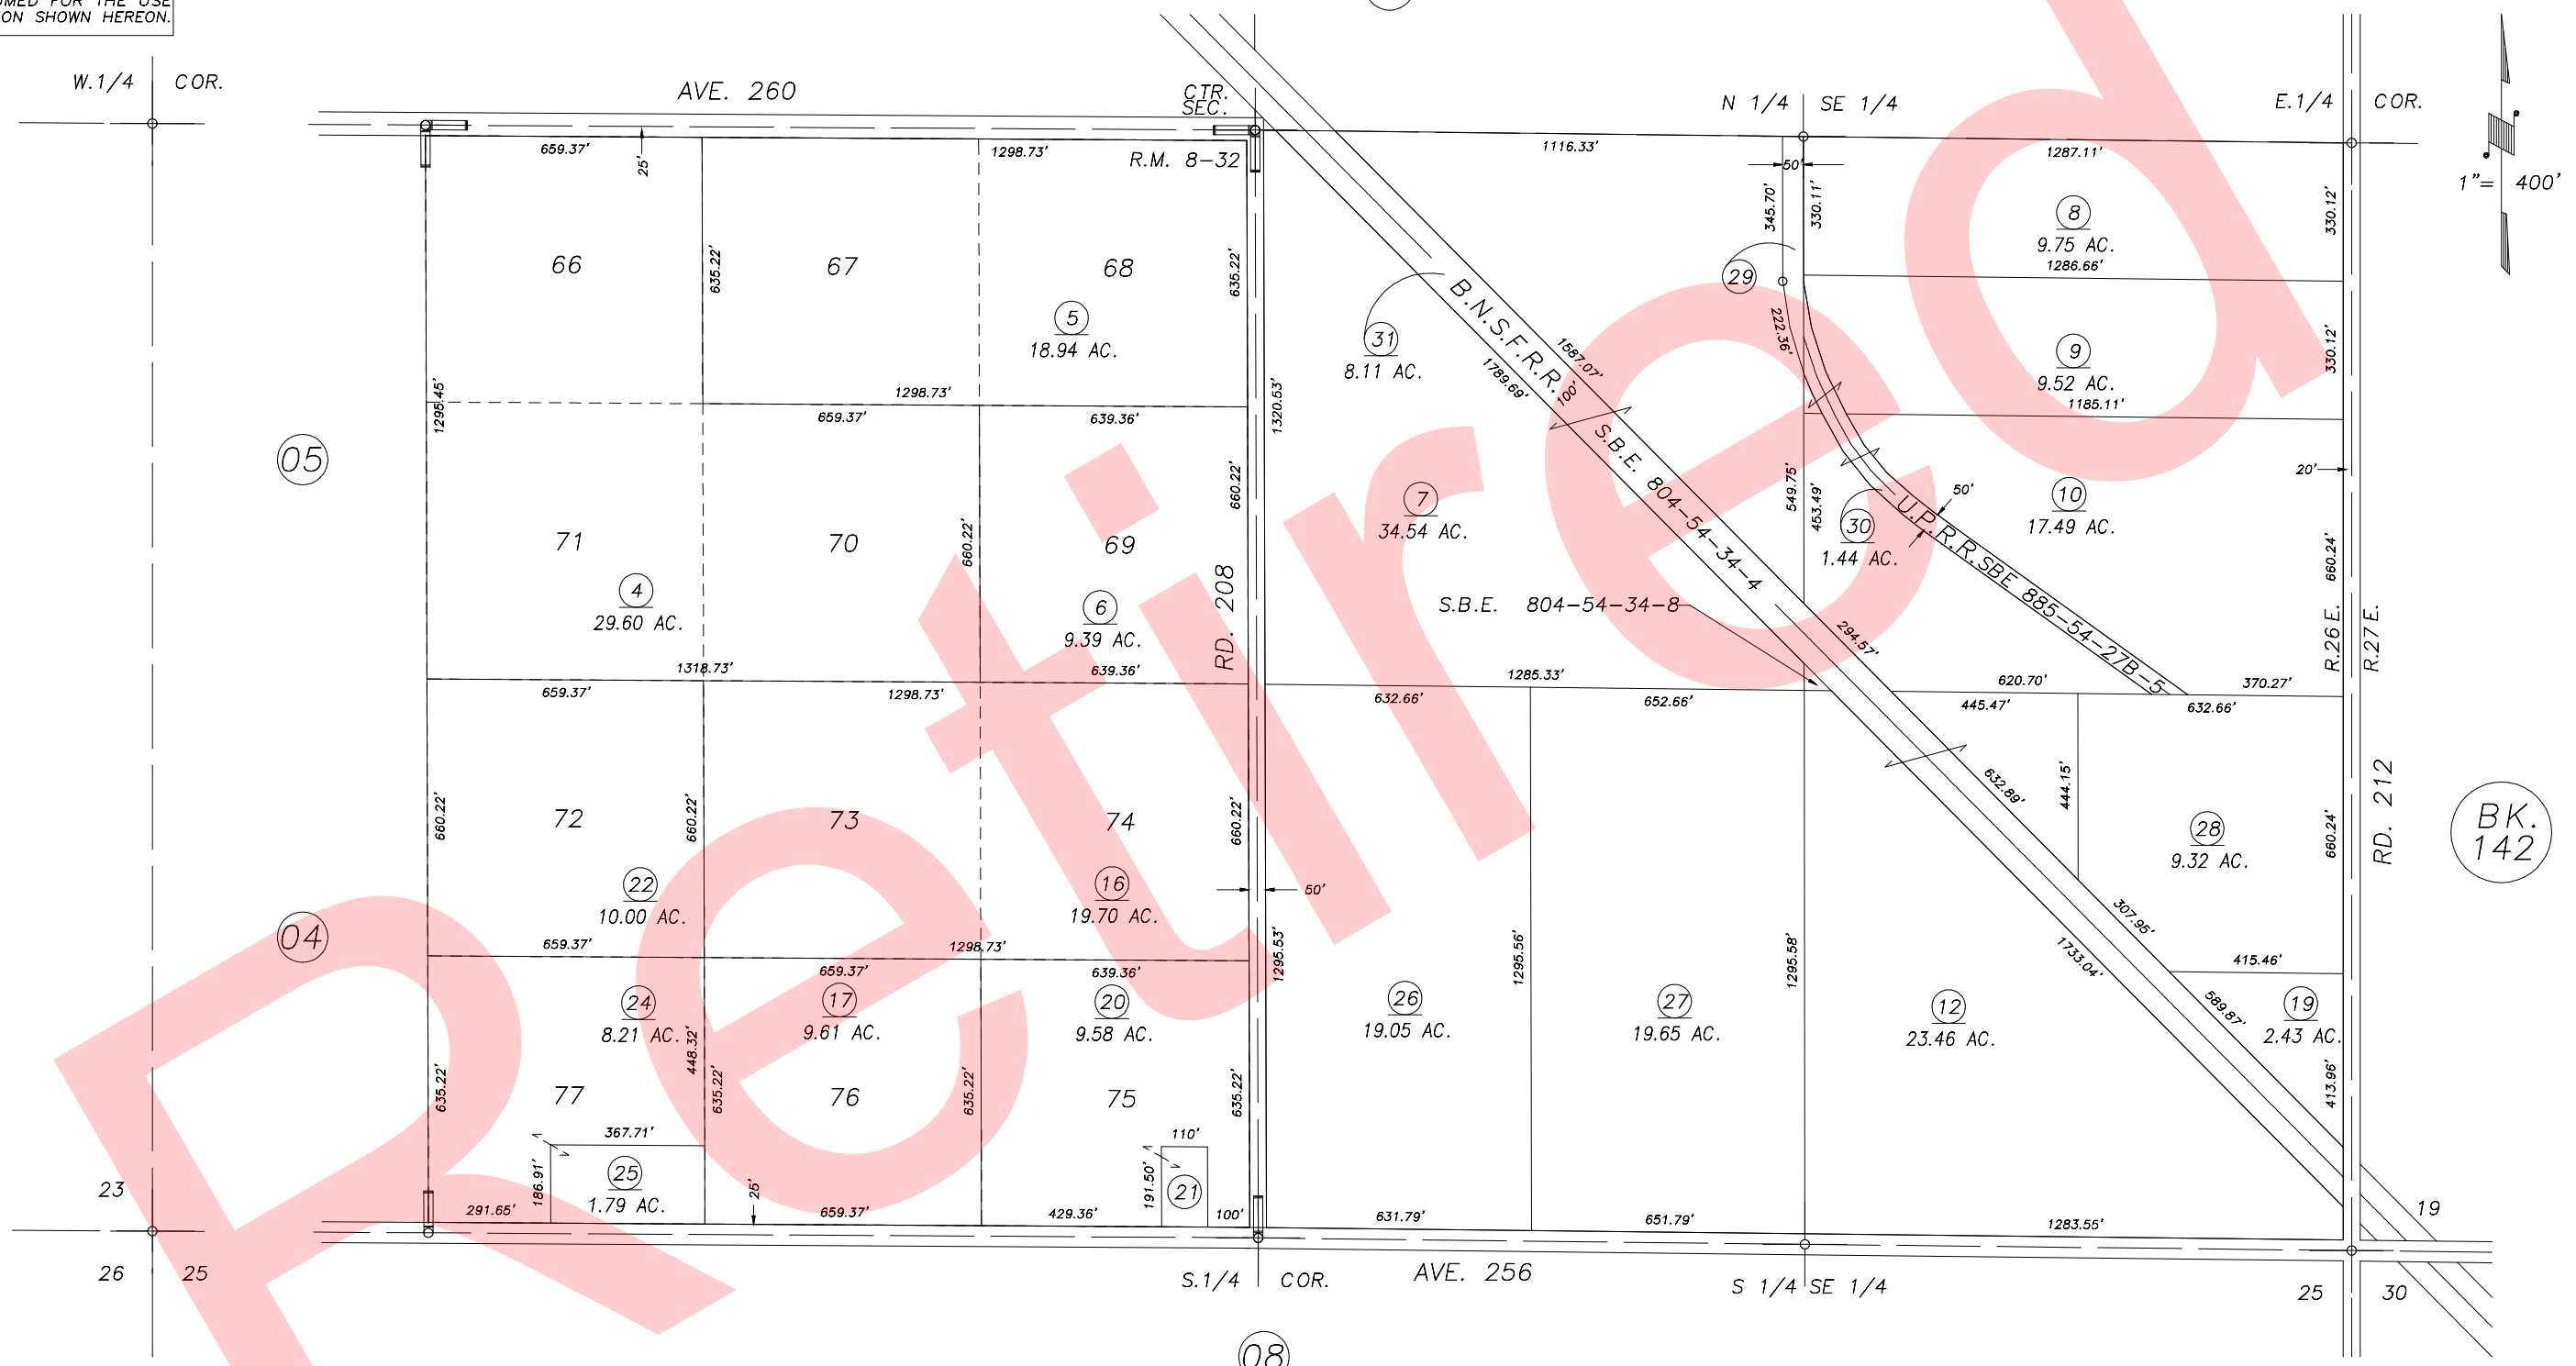 UMED FOR THE USE
ON SHOWN HEREON.
W.1/4 COR.
AVE. 260
CTR.
SEC.
N 1/4 SE 1/4
E.1/4 COR.
1"= 400'
659.37'
25'
1298.73'
R.M. 8-32
1116.33'
50'
1287.11'
345.70'
330.11'
330.12'
8
9.75 AC.
1286.66'
66
67
68
635.22'
635.22'
5
18.94 AC.
31
8.11 AC.
B.N.S.F.R.R.
100'
1587.07'
1789.69'
29
222.36'
9
9.52 AC.
330.12'
1185.11'
1295.45'
1298.73'
659.37'
639.36'
1320.53'
05
660.22'
7
34.54 AC.
S.B.E. 804-54-34-4
549.75'
453.49'
20'
10
17.49 AC.
50'
30
1.44 AC.
U.P.R.R.SBE 885-54-27B-5
71
70
69
660.22'
4
29.60 AC.
6
9.39 AC.
RD. 208
S.B.E. 804-54-34-8
660.24'
R.26 E.
R.27 E.
294.57'
1318.73'
639.36'
659.37'
1298.73'
1285.33'
632.66'
652.66'
620.70'
370.27'
445.47'
632.66'
72
73
74
660.22'
660.22'
660.22'
632.89'
444.15'
660.24'
RD. 212
BK.
142
28
9.32 AC.
22
10.00 AC.
16
19.70 AC.
50'
04
659.37'
1298.73'
659.37'
639.36'
1295.53'
1295.56'
1295.58'
307.95'
1733.04'
415.46'
24
8.21 AC.
17
9.61 AC.
20
9.58 AC.
26
19.05 AC.
27
19.65 AC.
12
23.46 AC.
589.87'
19
2.43 AC.
448.32'
635.22'
77
635.22'
76
635.22'
75
635.22'
413.96'
367.71'
110'
186.91'
25
1.79 AC.
25'
191.50'
21
23
291.65'
659.37'
429.36'
100'
631.79'
651.79'
1283.55'
19
26 25
S.1/4 COR.
AVE. 256
S 1/4 SE 1/4
25 30
08
Retired